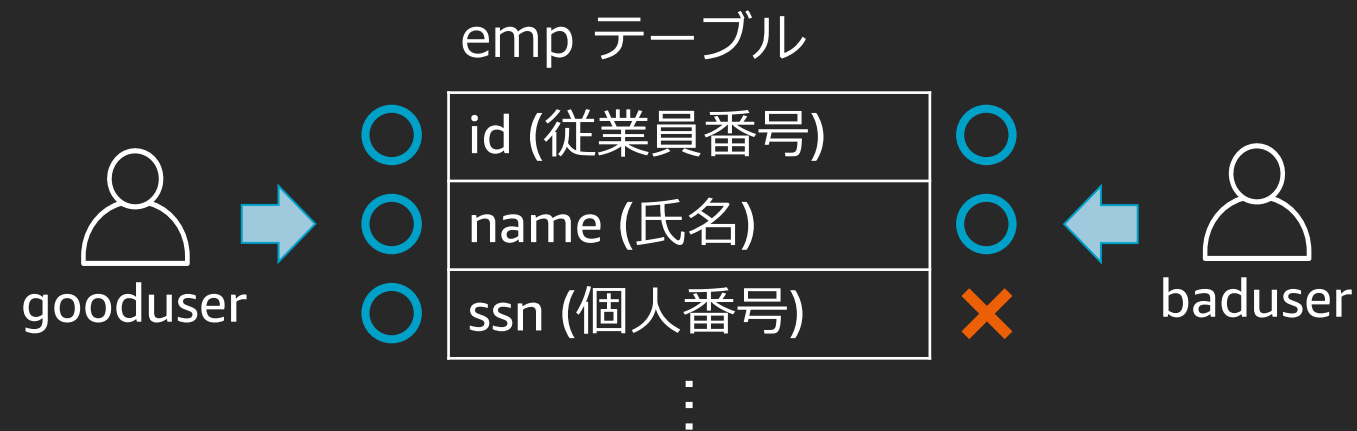 emp テーブル
id (従業員番号)
name (氏名)
ssn (個人番号)
⋮
gooduser
baduser